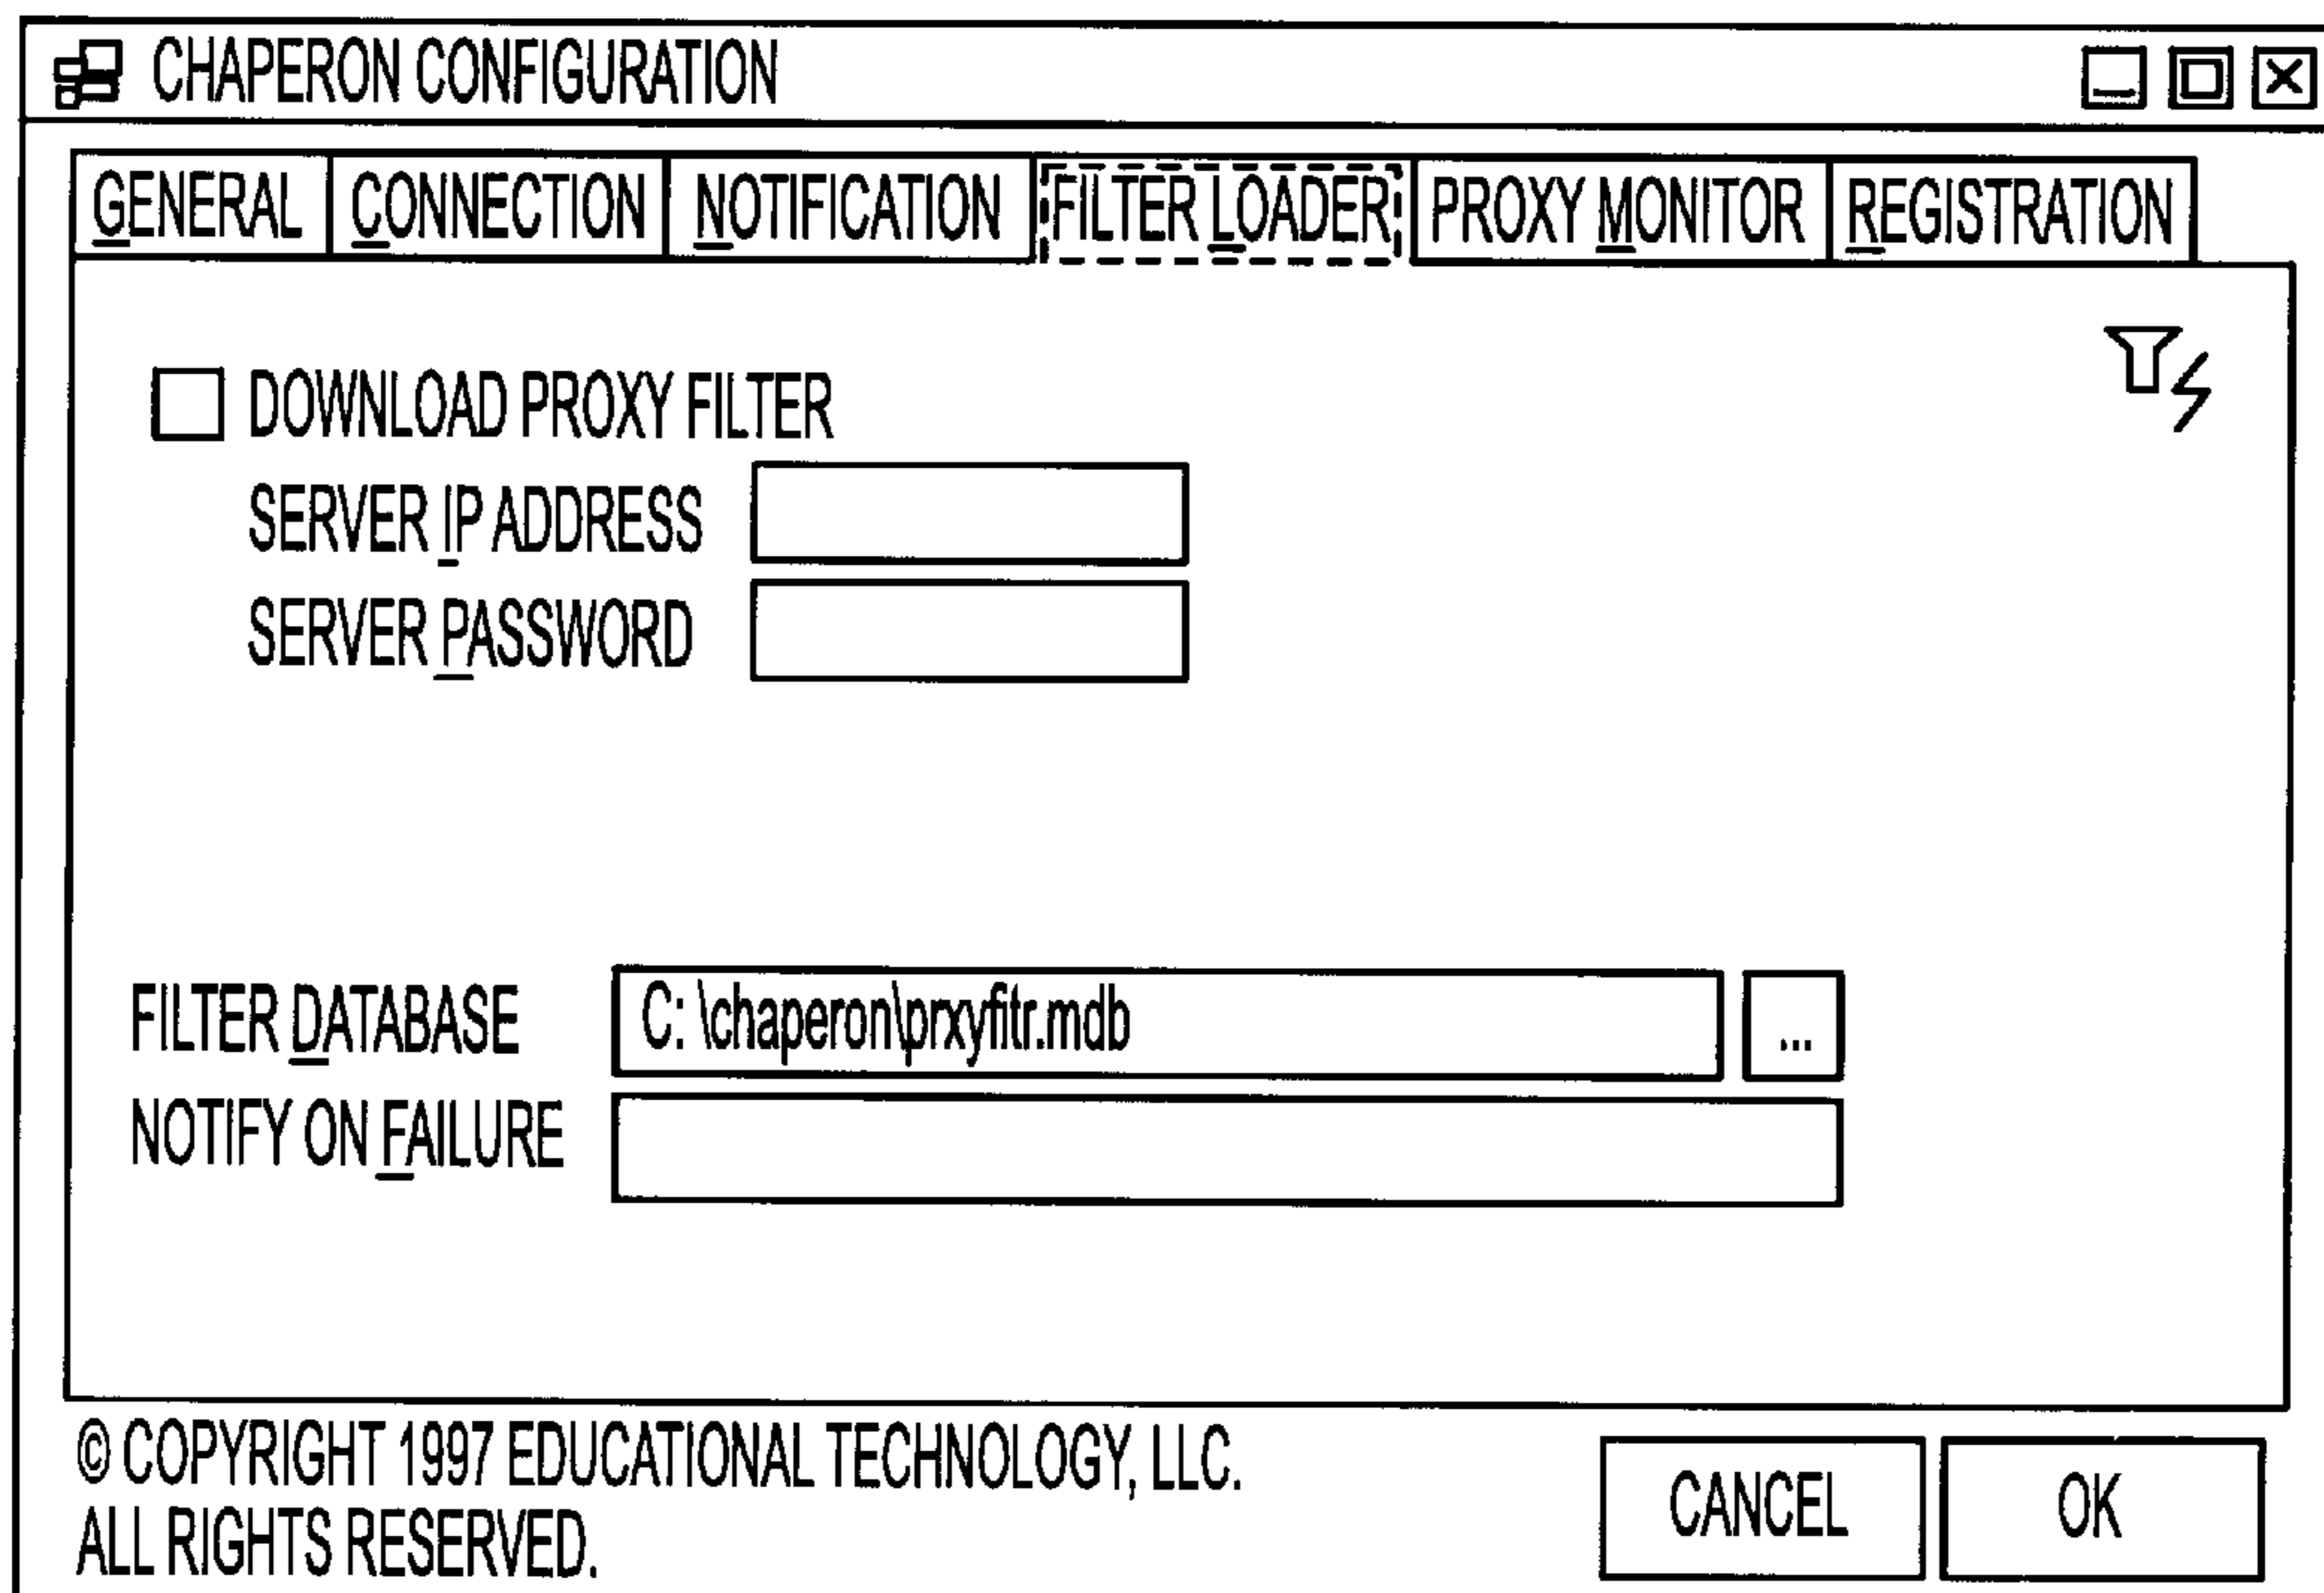 CHAPERON CONFIGURATION
GENERAL CONNECTION NOTIFICATION FILTER LOADER PROXY MONITOR REGISTRATION
DOWNLOAD PROXY FILTER
SERVER IP ADDRESS
SERVER PASSWORD
FILTER DATABASE C: \chaperon\prxyfitr.mdb ...
NOTIFY ON FAILURE
© COPYRIGHT 1997 EDUCATIONAL TECHNOLOGY, LLC.
ALL RIGHTS RESERVED.
CANCEL OK